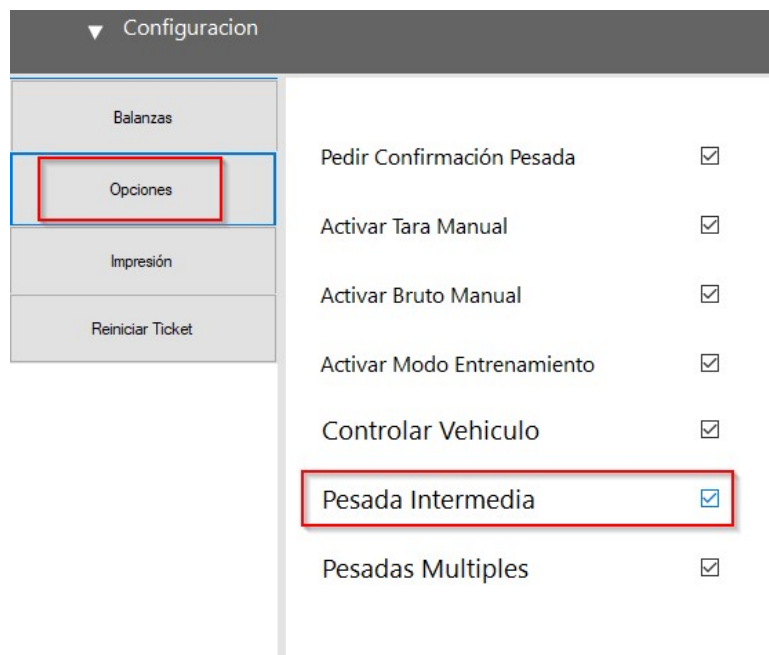 Configuracion
Balanzas
Opciones
Impresión
Reiniciar Ticket
Pedir Confirmación Pesada
Activar Tara Manual
Activar Bruto Manual
Activar Modo Entrenamiento
Controlar Vehiculo
Pesada Intermedia
Pesadas Multiples